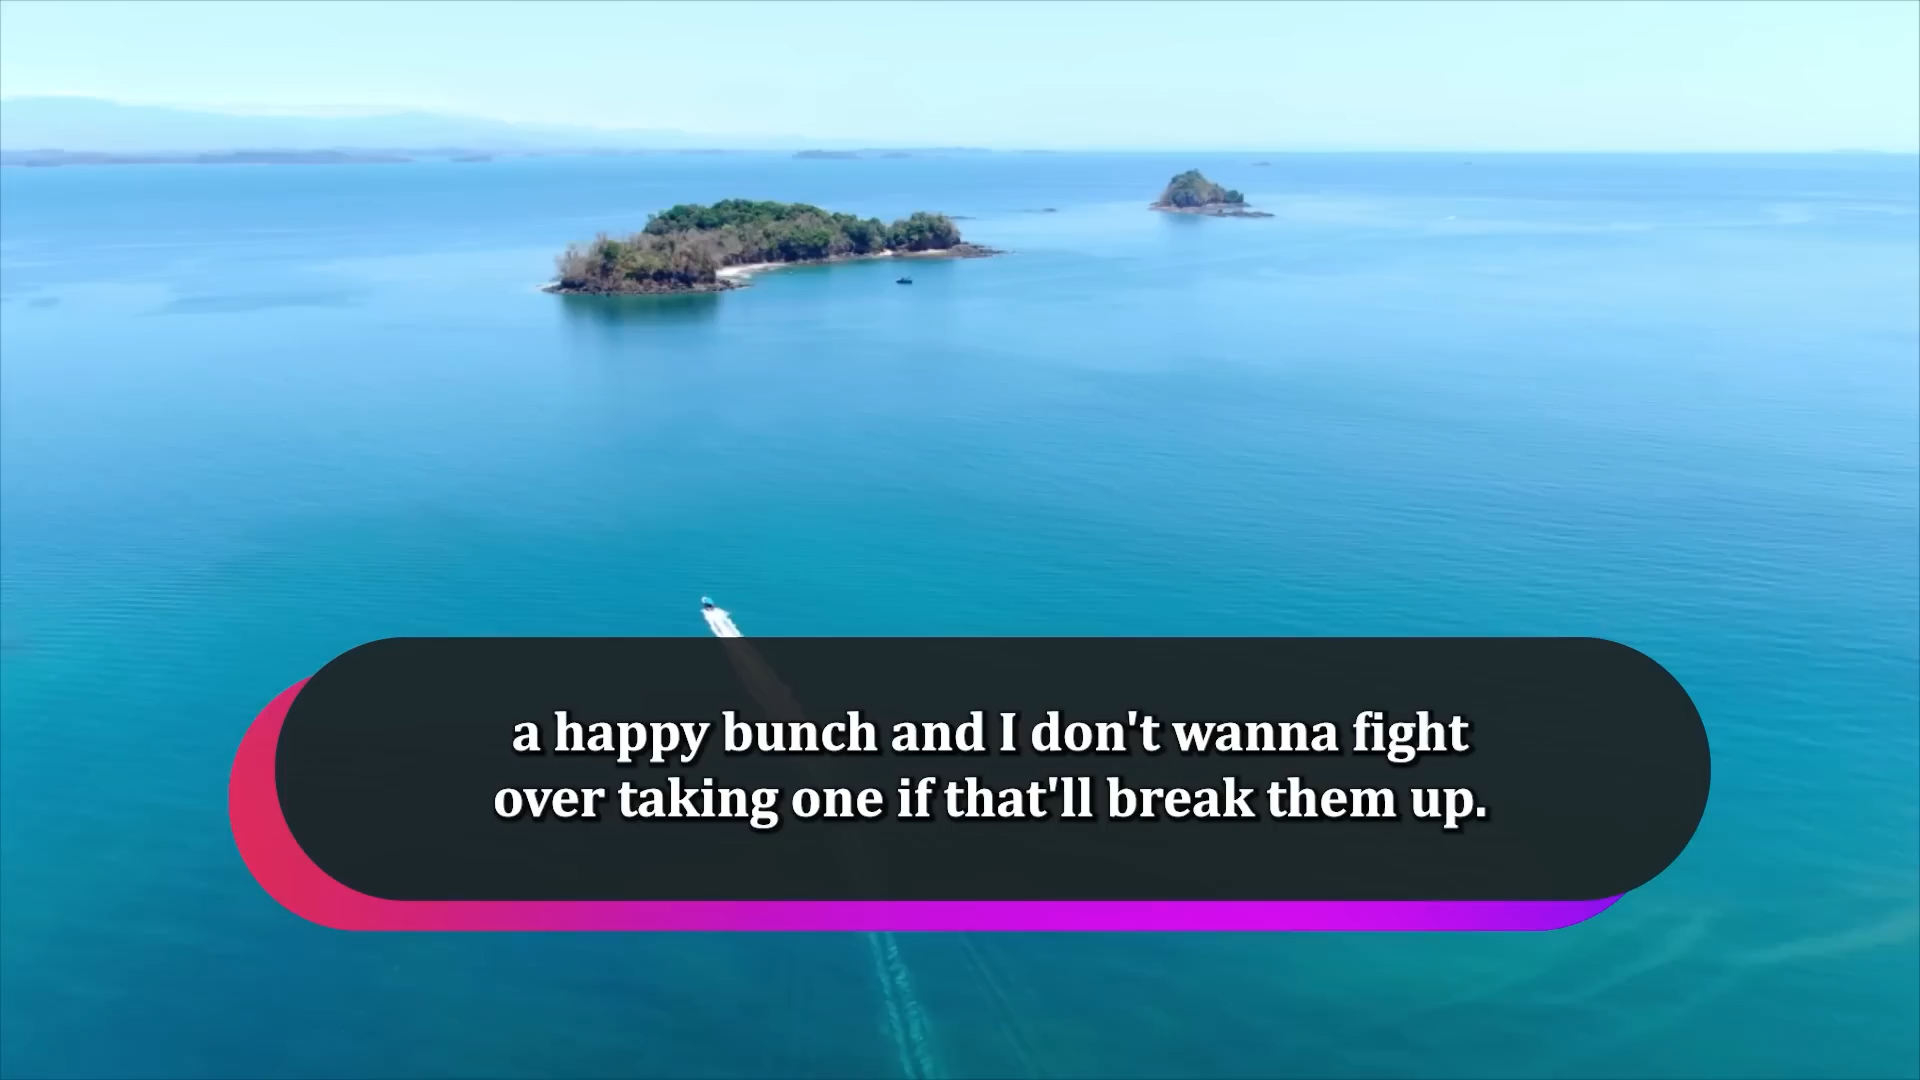 a happy bunch and I don't wanna fight
over taking one if that'll break them up.